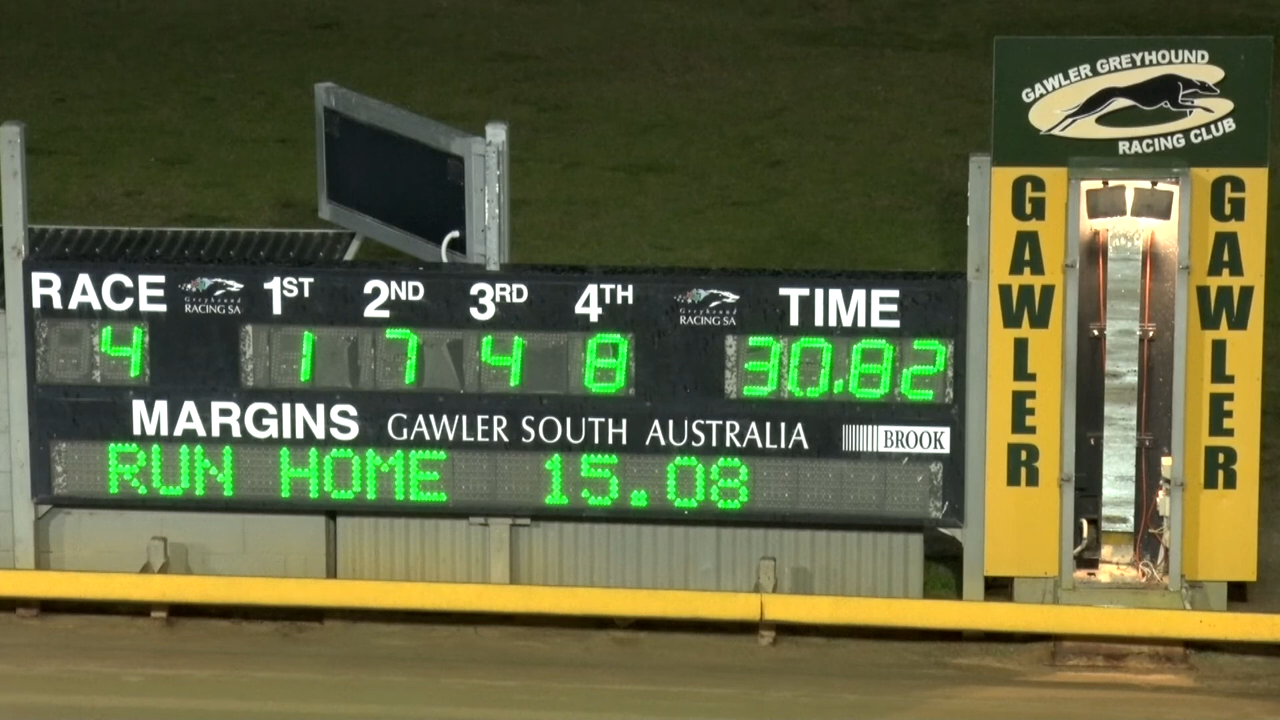 GAWLER GREYHOUND
RACING CLUB
GAWLER
GAWLER
RACE
Greyhound
RACING SA
1ST
2ND
3RD
4TH
Greyhound
RACING SA
TIME
4
1
7
4
8
30.82
MARGINS
GAWLER SOUTH AUSTRALIA
BROOK
RUN HOME 15.08